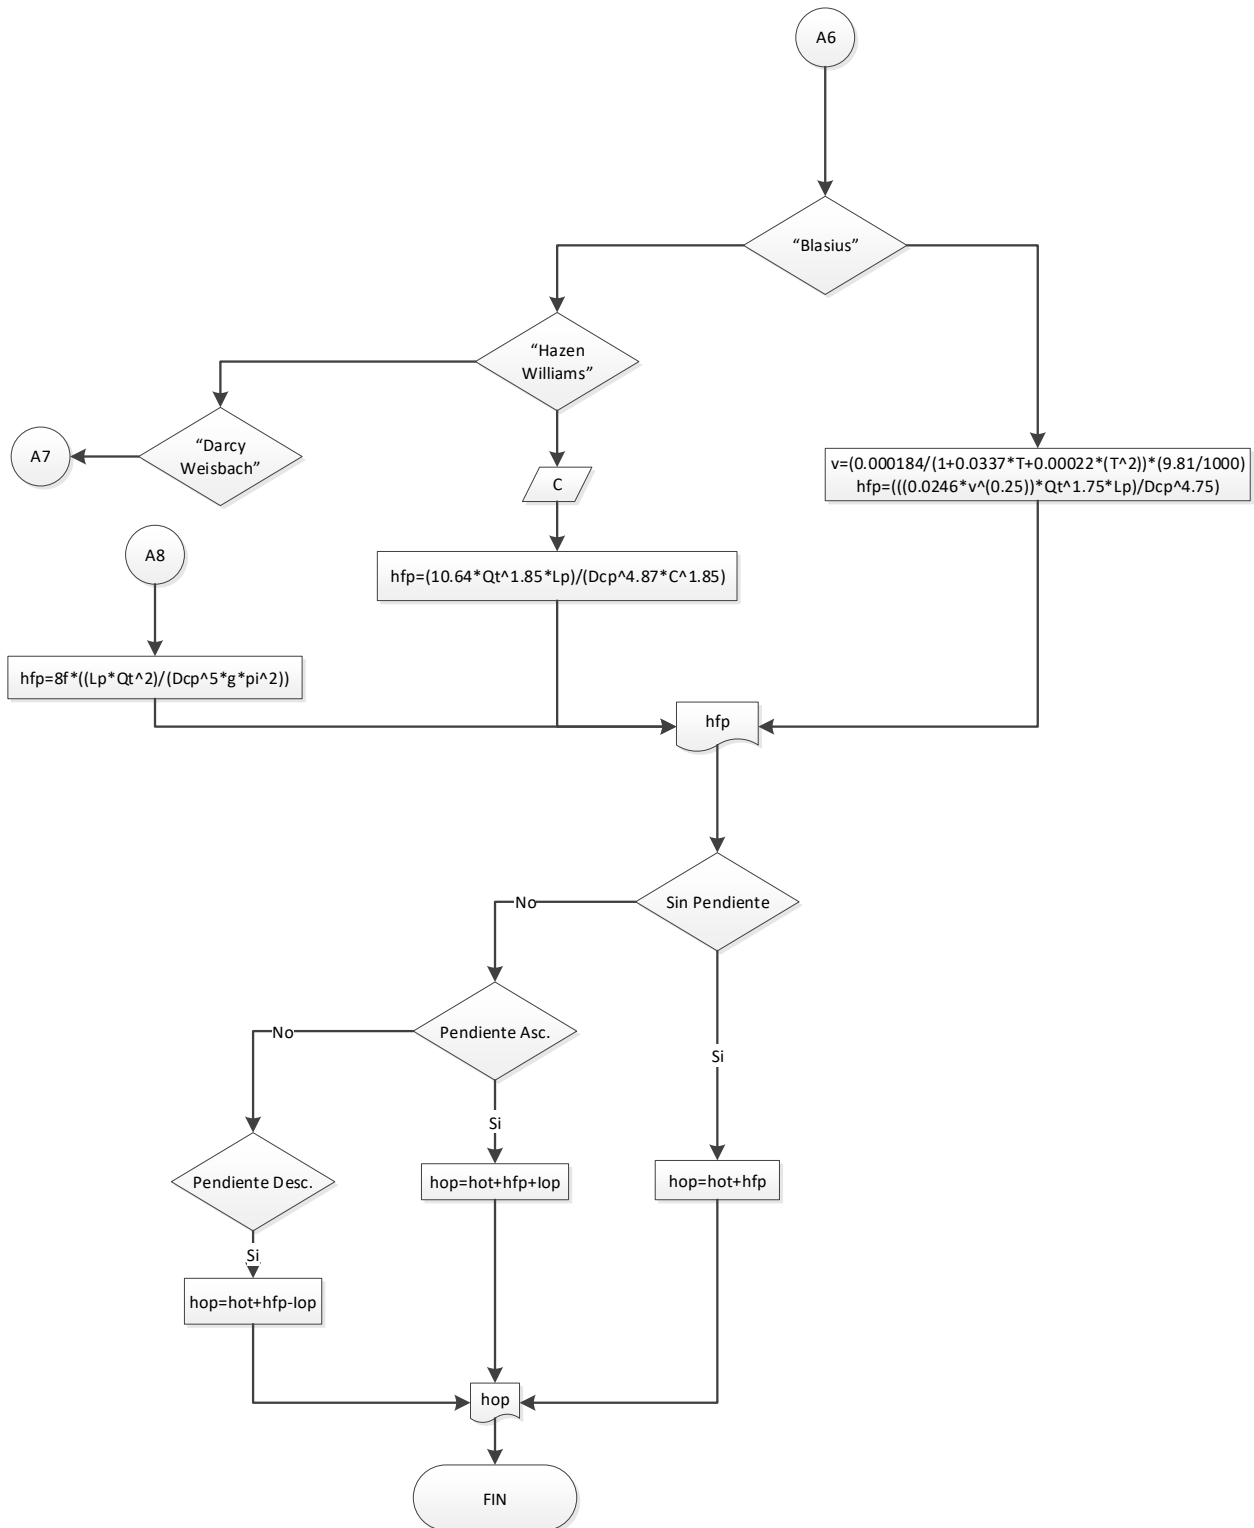 A6
“Blasius”
“Hazen
Williams”
“Darcy
Weisbach”
A7
v=(0.000184/(1+0.0337*T+0.00022*(T^2))*(9.81/1000)
hfp=(((0.0246*v^(0.25))*Qt^1.75*Lp)/Dcp^4.75)
C
A8
hfp=(10.64*Qt^1.85*Lp)/(Dcp^4.87*C^1.85)
hfp=8f*((Lp*Qt^2)/(Dcp^5*g*pi^2))
hfp
Sin Pendiente
No
Pendiente Asc.
No
Si
Si
Pendiente Desc.
hop=hot+hfp+Iop
hop=hot+hfp
Si
hop=hot+hfp-Iop
hop
FIN